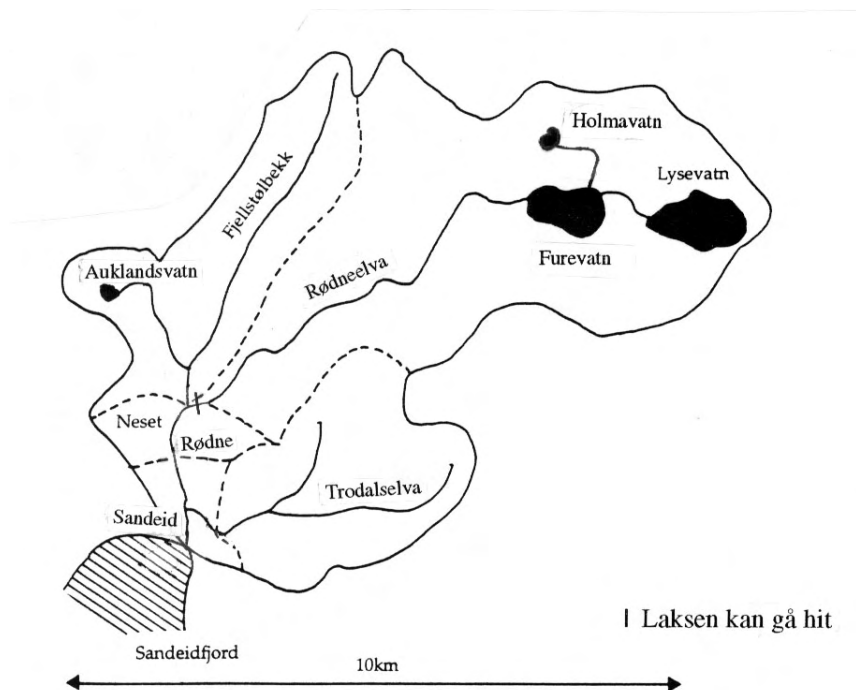 Holmavatn
Lysevatn
Fjellstølbekk
Auklandsvatn
Rødneelva
Furevatn
Neset
Rødne
Trodalselva
Sandeid
I Laksen kan gå hit
Sandeidfjord
10km